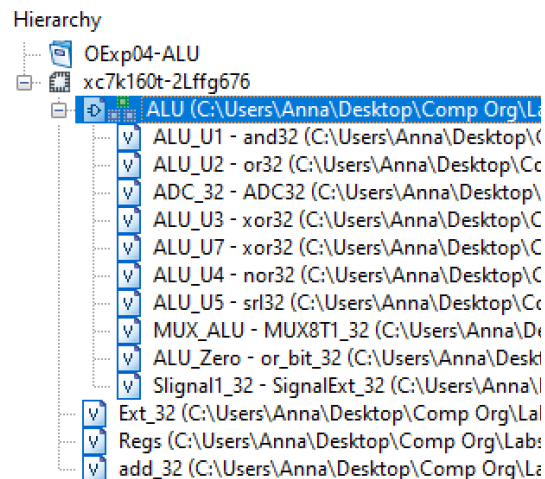 Hierarchy
OExp04-ALU
xc7k160t-2Lffg676
ALU (C:\Users\Anna\Desktop\Comp Org\La
ALU_U1 - and32 (C:\Users\Anna\Desktop\C
ALU_U2 - or32 (C:\Users\Anna\Desktop\Co
ADC_32 - ADC32 (C:\Users\Anna\Desktop\
ALU_U3 - xor32 (C:\Users\Anna\Desktop\C
ALU_U7 - xor32 (C:\Users\Anna\Desktop\C
ALU_U4 - nor32 (C:\Users\Anna\Desktop\C
ALU_U5 - srl32 (C:\Users\Anna\Desktop\Co
MUX_ALU - MUX8T1_32 (C:\Users\Anna\De
ALU_Zero - or_bit_32 (C:\Users\Anna\Deskt
Slignal1_32 - SignalExt_32 (C:\Users\Anna\
Ext_32 (C:\Users\Anna\Desktop\Comp Org\Lal
Regs (C:\Users\Anna\Desktop\Comp Org\Labs
add_32 (C:\Users\Anna\Desktop\Comp Org\La